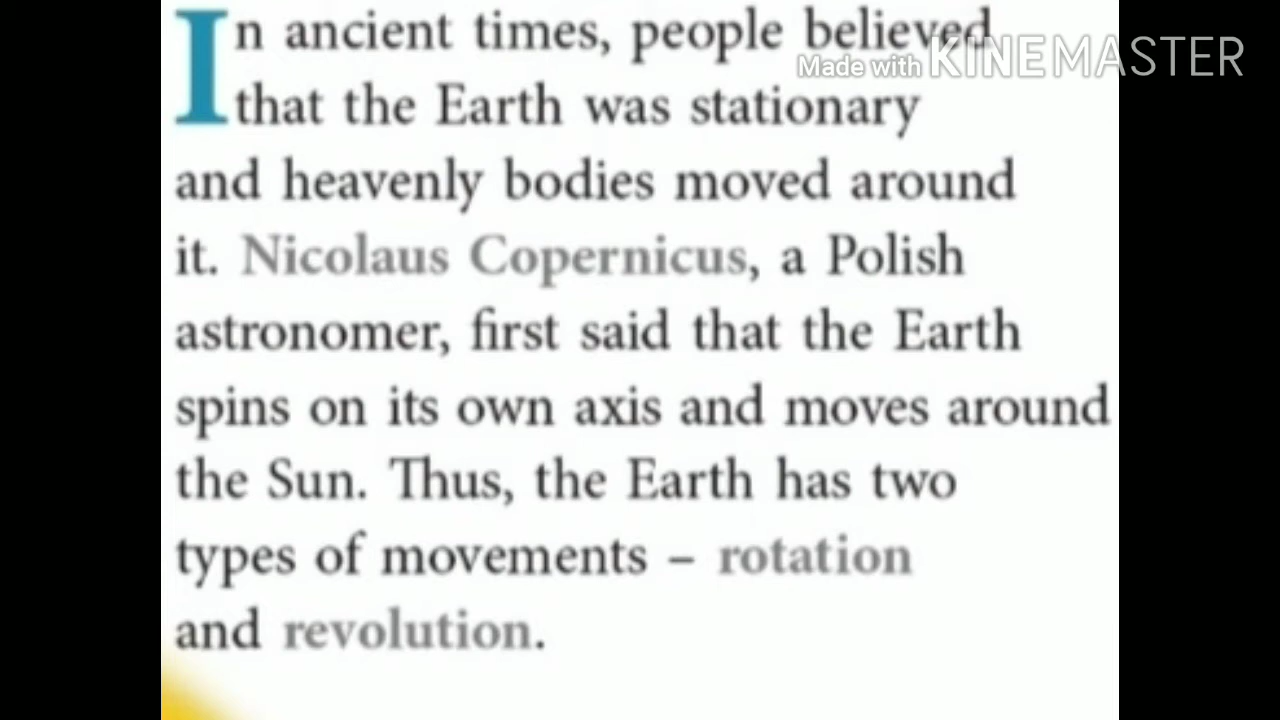 In ancient times, people believed
Made with KINEMASTER
that the Earth was stationary
and heavenly bodies moved around
it. Nicolaus Copernicus, a Polish
astronomer, first said that the Earth
spins on its own axis and moves around
the Sun. Thus, the Earth has two
types of movements – rotation
and revolution.